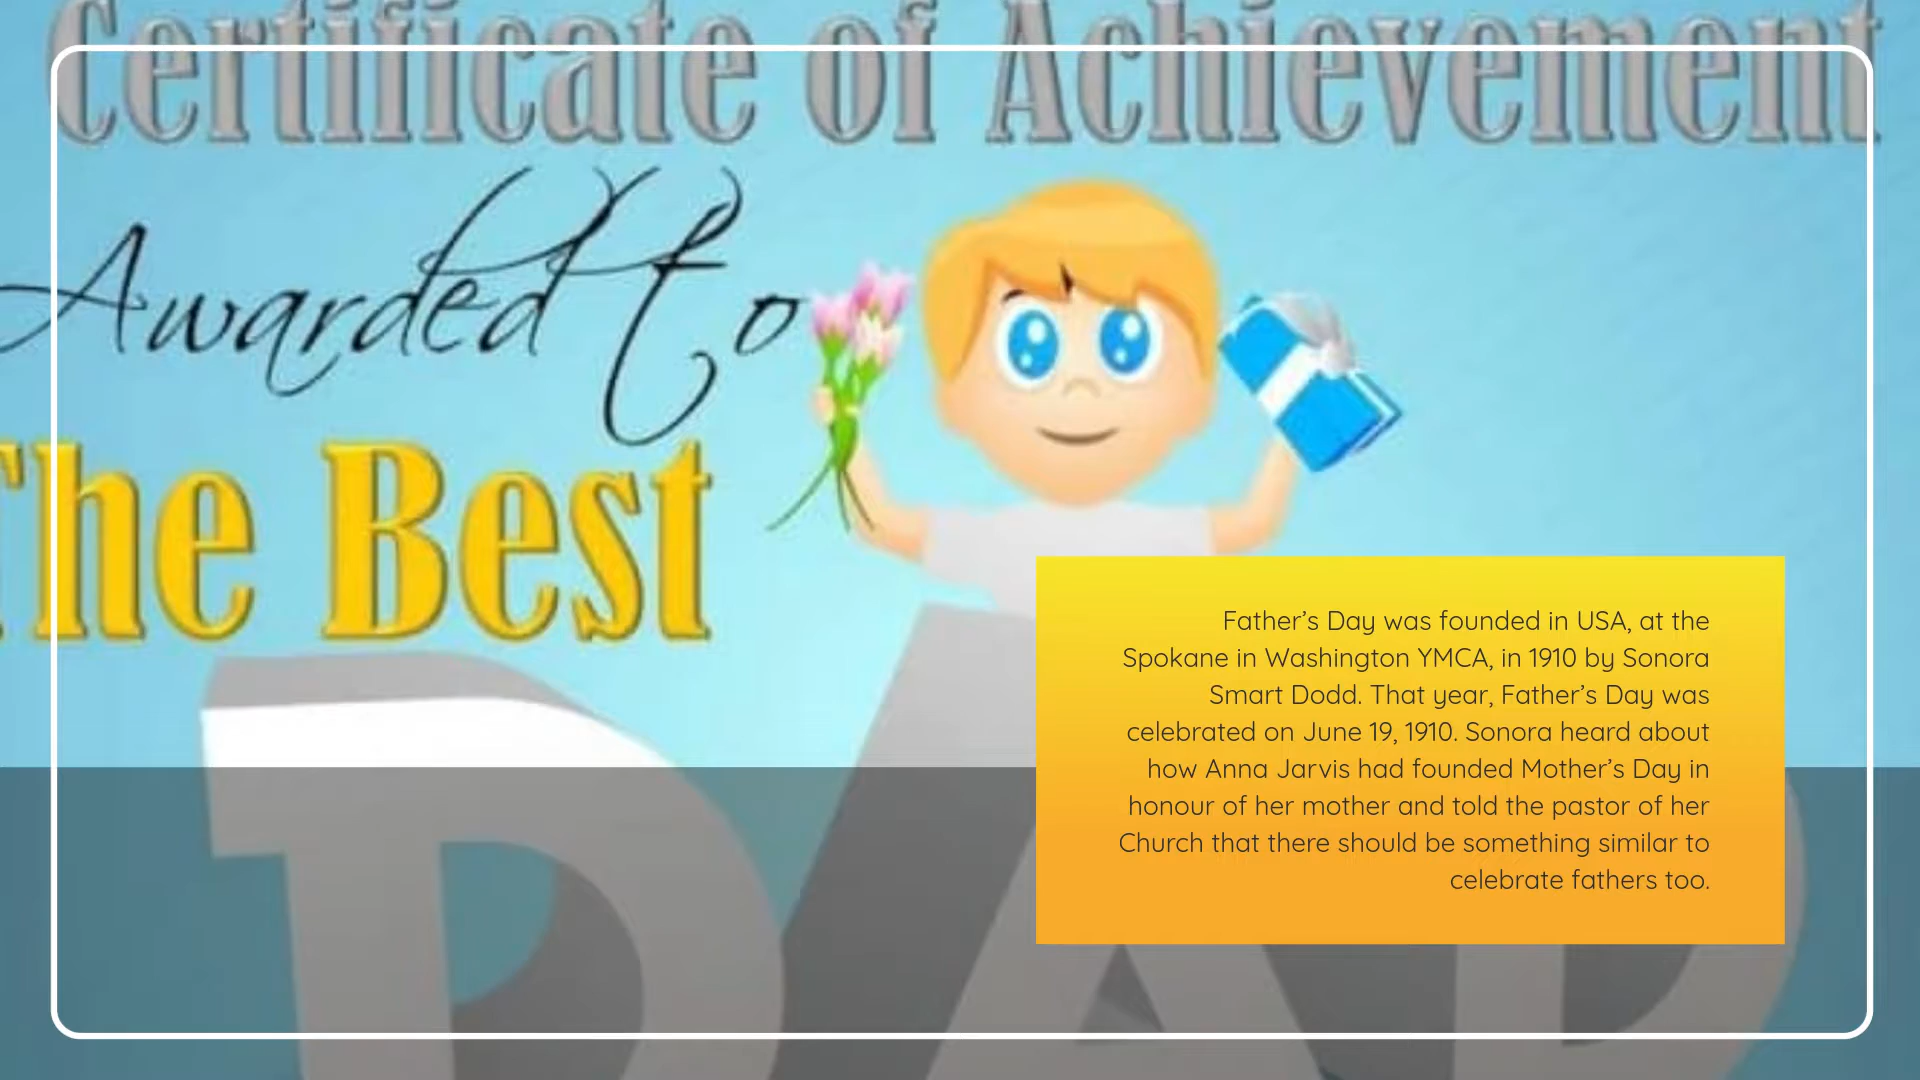 Certificate of Achievement
Awarded to
The Best
DAD
Father’s Day was founded in USA, at the
Spokane in Washington YMCA, in 1910 by Sonora
Smart Dodd. That year, Father’s Day was
celebrated on June 19, 1910. Sonora heard about
how Anna Jarvis had founded Mother’s Day in
honour of her mother and told the pastor of her
Church that there should be something similar to
celebrate fathers too.